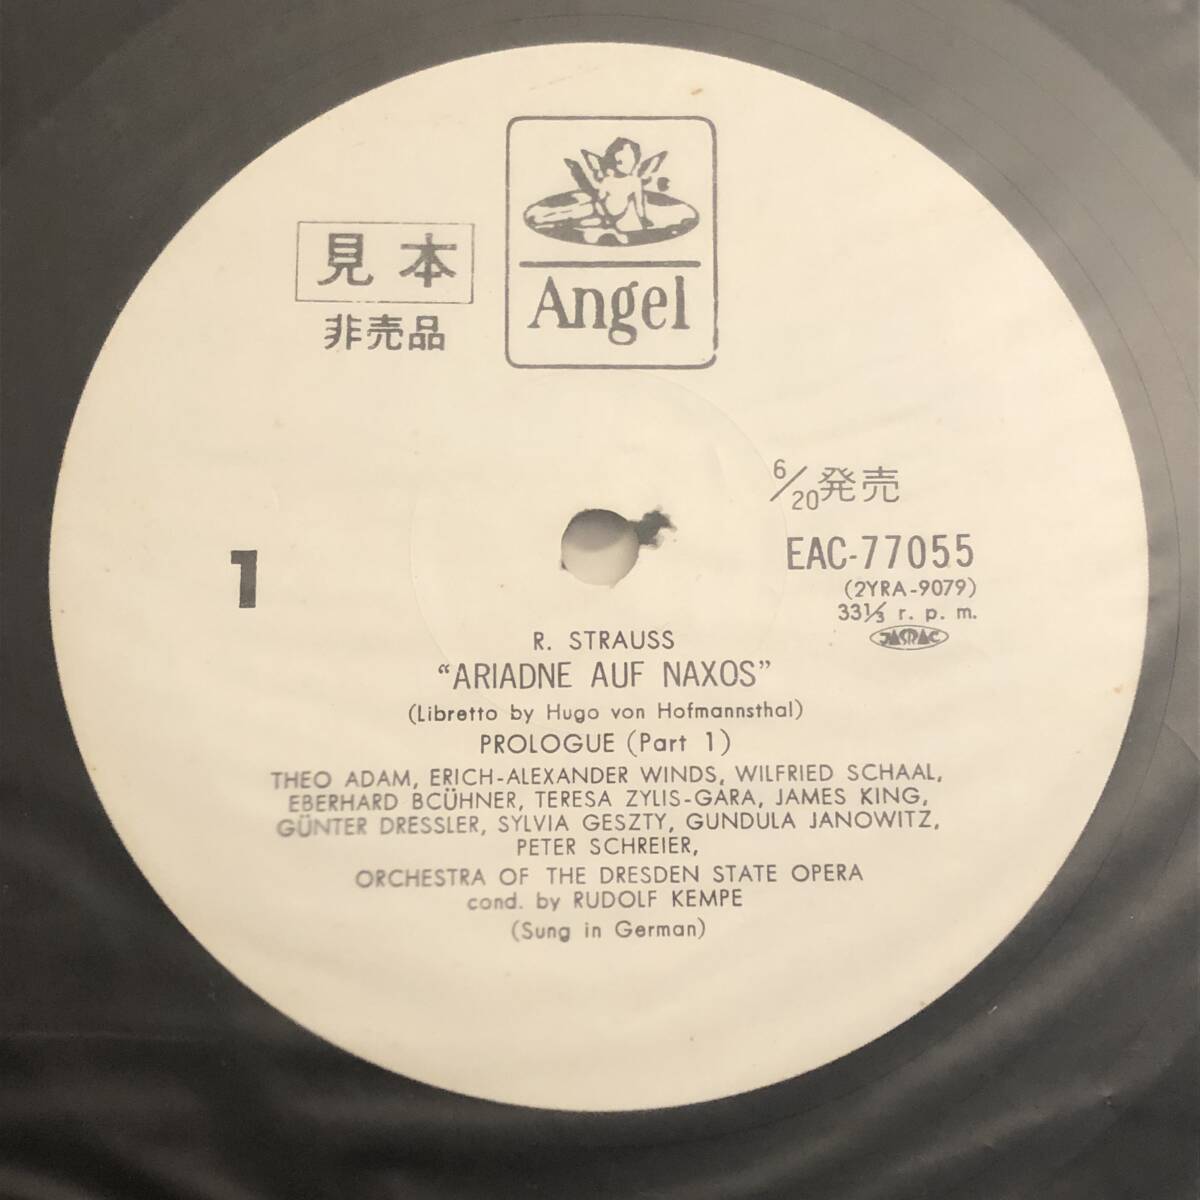 見本
非売品
Angel
6/20発売
EAC-77055
(2YRA-9079)
33⅓ r. p. m.
JASRAC
1
R. STRAUSS
“ARIADNE AUF NAXOS”
(Libretto by Hugo von Hofmannsthal)
PROLOGUE (Part 1)
THEO ADAM, ERICH-ALEXANDER WINDS, WILFRIED SCHAAL,
EBERHARD BCÜHNER, TERESA ZYLIS-GARA, JAMES KING,
GÜNTER DRESSLER, SYLVIA GESZTY, GUNDULA JANOWITZ,
PETER SCHREIER,
ORCHESTRA OF THE DRESDEN STATE OPERA
cond. by RUDOLF KEMPE
(Sung in German)